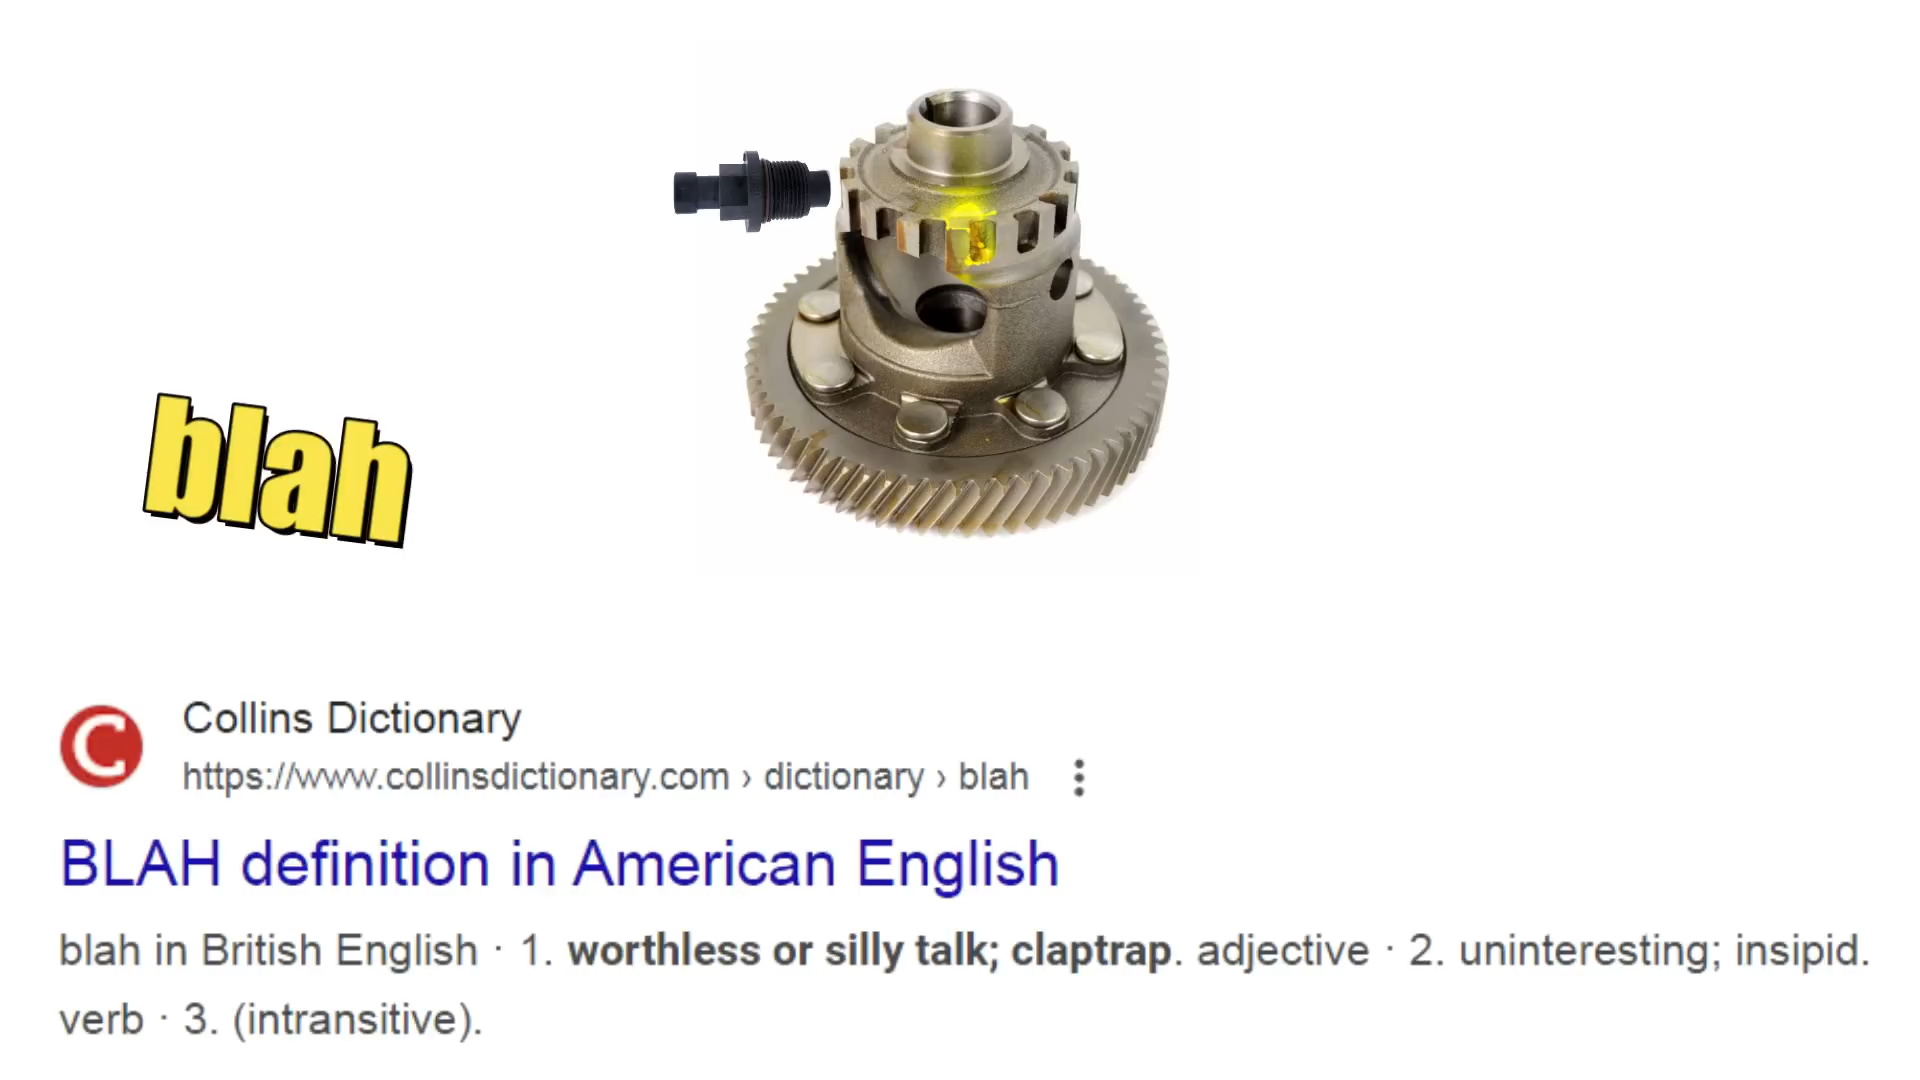 blah
Collins Dictionary
https://www.collinsdictionary.com › dictionary › blah
BLAH definition in American English
blah in British English · 1. worthless or silly talk; claptrap. adjective · 2. uninteresting; insipid.
verb · 3. (intransitive).